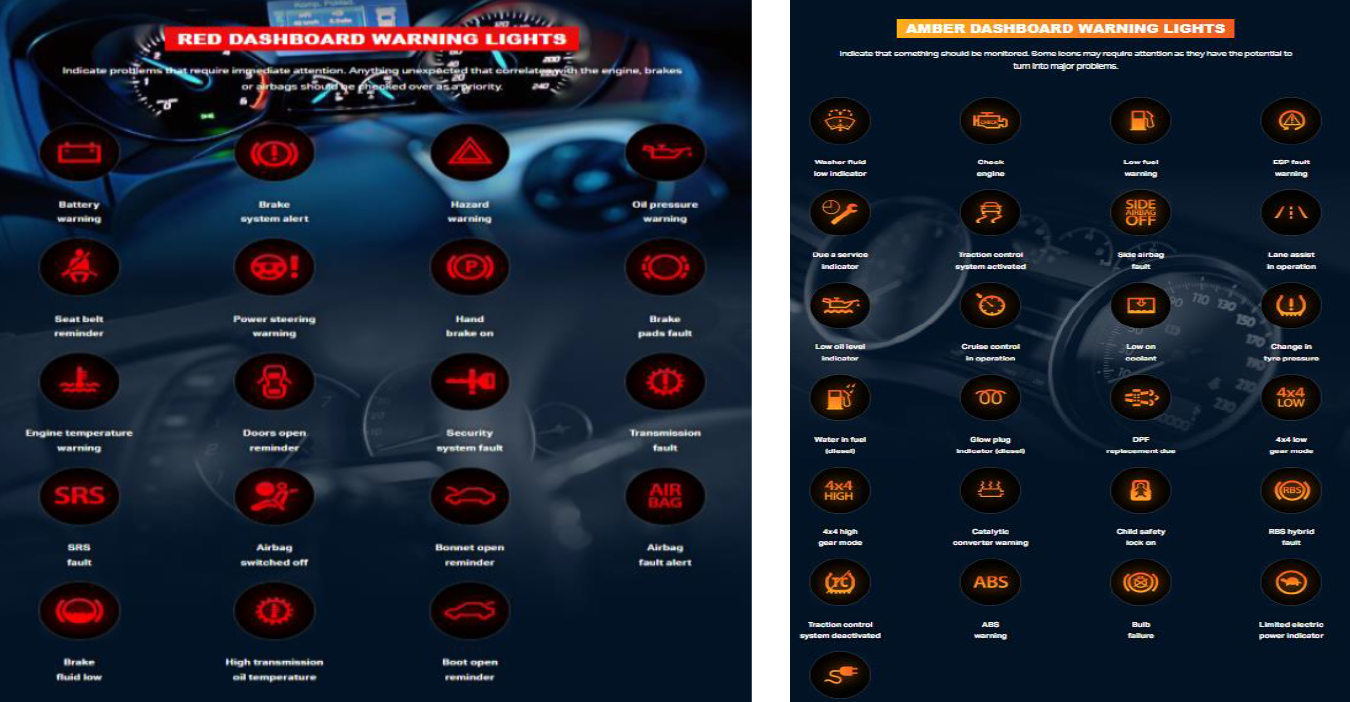 RED DASHBOARD WARNING LIGHTS
Indicate problems that require immediate attention. Anything unexpected that correlates with the engine, brakes
or airbags should be checked over as a priority.
Battery
warning
Brake
system alert
Hazard
warning
Oil pressure
warning
Seat belt
reminder
Power steering
warning
P
Hand
brake on
Brake
pads fault
Engine temperature
warning
Doors open
reminder
Security
system fault
Transmission
fault
SRS
SRS
fault
Airbag
switched off
Bonnet open
reminder
AIR
BAG
Airbag
fault alert
Brake
fluid low
High transmission
oil temperature
Boot open
reminder
AMBER DASHBOARD WARNING LIGHTS
Indicate that something should be monitored. Some icons may require attention as they have the potential to
turn into major problems.
Washer fluid
low indicator
CHECK
Check
engine
Low fuel
warning
ESP fault
warning
Due a service
indicator
Traction control
system activated
SIDE
AIRBAG
OFF
Side airbag
fault
Lane assist
in operation
Low oil level
indicator
Cruise control
in operation
Low on
coolant
Change in
tyre pressure
Water in fuel
(diesel)
Glow plug
indicator (diesel)
DPF
replacement due
4x4
LOW
4x4 low
gear mode
4x4
HIGH
4x4 high
gear mode
Catalytic
converter warning
Child safety
lock on
RBS
RBS hybrid
fault
TC
Traction control
system deactivated
ABS
ABS
warning
Bulb
failure
Limited electric
power indicator